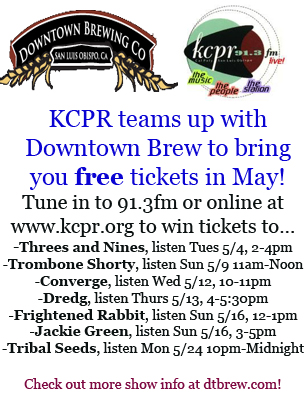 DOWNTOWN BREWING CO
SAN LUIS OBISPO, CA
kcpr 91.3 fm
live!
the music
the people
the station
KCPR teams up with
Downtown Brew to bring
you free tickets in May!
Tune in to 91.3fm or online at
www.kcpr.org to win tickets to...
-Threes and Nines, listen Tues 5/4, 2-4pm
-Trombone Shorty, listen Sun 5/9 11am-Noon
-Converge, listen Wed 5/12, 10-11pm
-Dredg, listen Thurs 5/13, 4-5:30pm
-Frightened Rabbit, listen Sun 5/16, 12-1pm
-Jackie Green, listen Sun 5/16, 3-5pm
-Tribal Seeds, listen Mon 5/24 10pm-Midnight
Check out more show info at dtbrew.com!